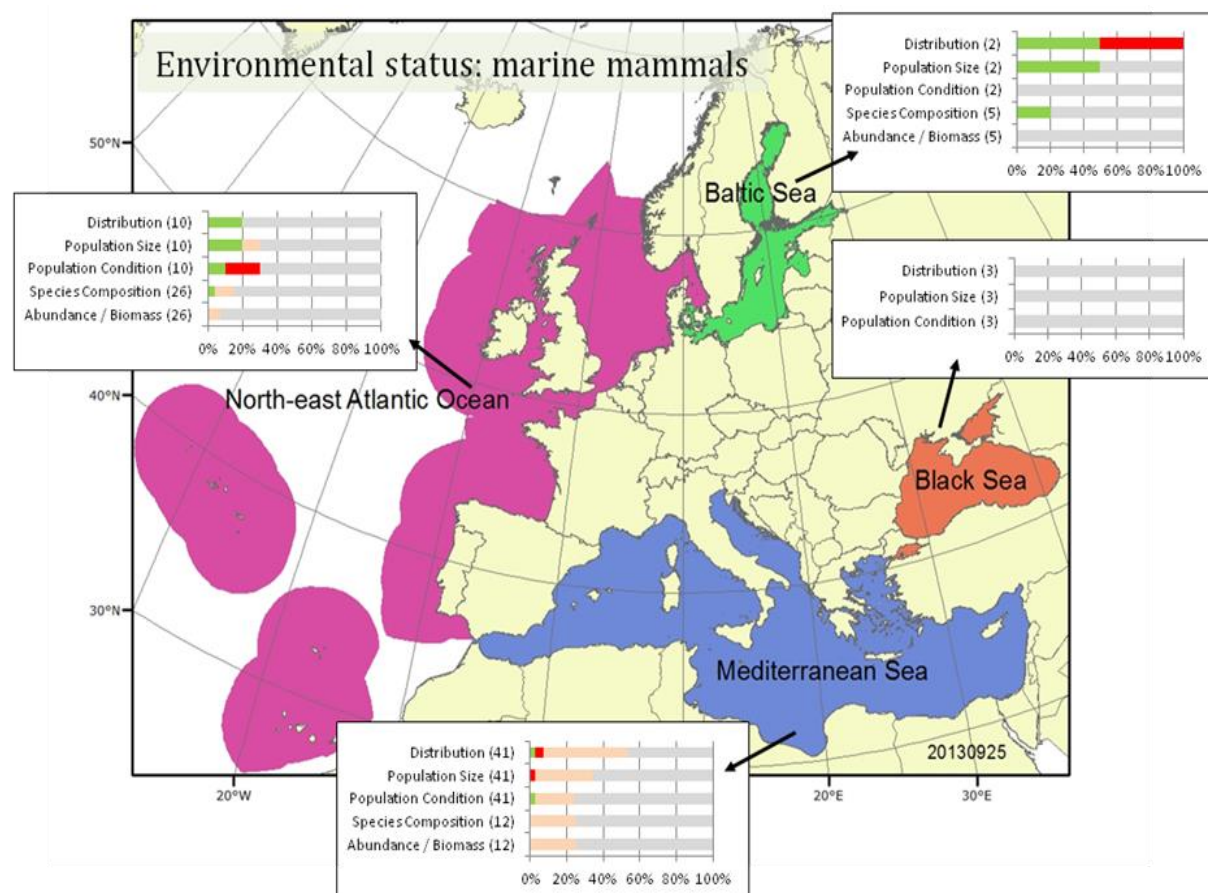 Environmental status: marine mammals
50°N
40°N
30°N
20°W
20°E
30°E
Distribution (2)
Population Size (2)
Population Condition (2)
Species Composition (5)
Abundance / Biomass (5)
0% 20% 40% 60% 80% 100%
Baltic Sea
Distribution (10)
Population Size (10)
Population Condition (10)
Species Composition (26)
Abundance / Biomass (26)
0% 20% 40% 60% 80% 100%
North-east Atlantic Ocean
Distribution (3)
Population Size (3)
Population Condition (3)
0% 20% 40% 60% 80% 100%
Black Sea
Mediterranean Sea
20130925
Distribution (41)
Population Size (41)
Population Condition (41)
Species Composition (12)
Abundance / Biomass (12)
0% 20% 40% 60% 80% 100%